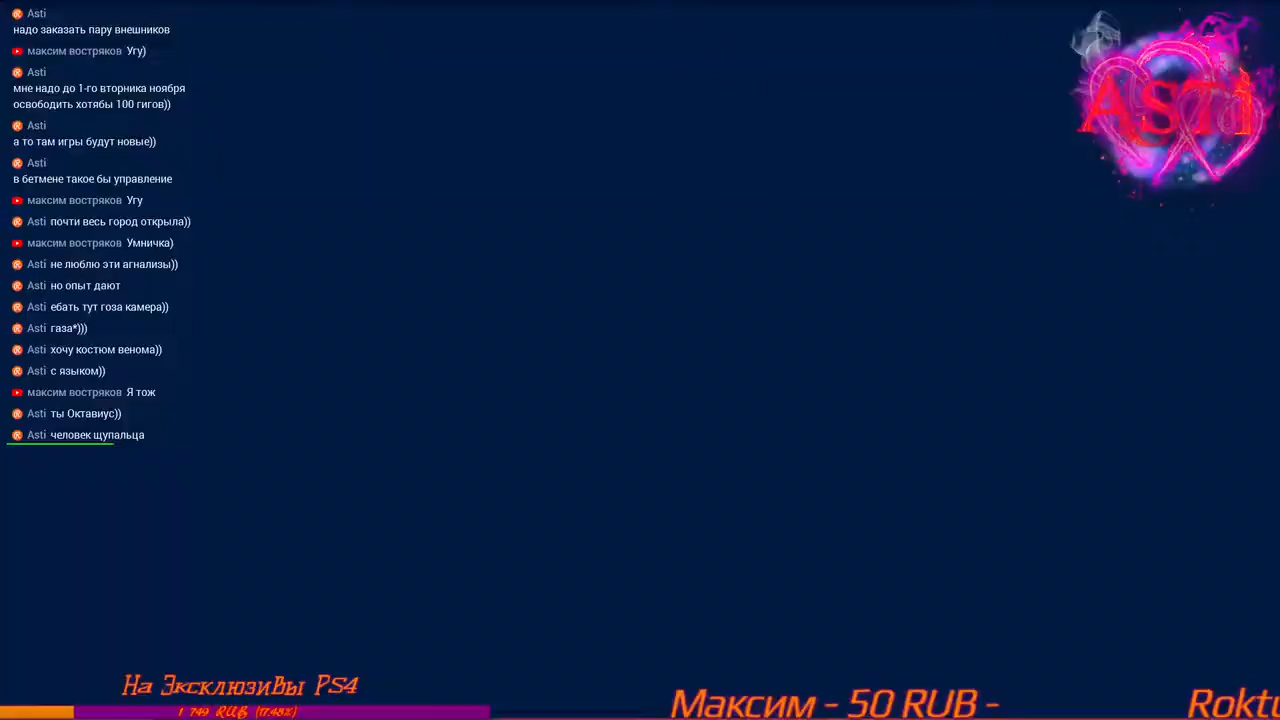 Asti
надо заказать пару внешников
максим востряков Угу)
Asti
мне надо до 1-го вторника ноября
освободить хотябы 100 гигов))
Asti
а то там игры будут новые))
Asti
в бетмене такое бы управление
максим востряков Угу
Asti почти весь город открыла))
максим востряков Умничка)
Asti не люблю эти агнализы))
Asti но опыт дают
Asti ебать тут гоза камера))
Asti газа*)))
Asti хочу костюм венома))
Asti с языком))
максим востряков Я тож
Asti ты Октавиус))
Asti человек щупальца
ASTi
На Эксклюзивы PS4
1 749 RUB (17.48%)
Максим - 50 RUB -